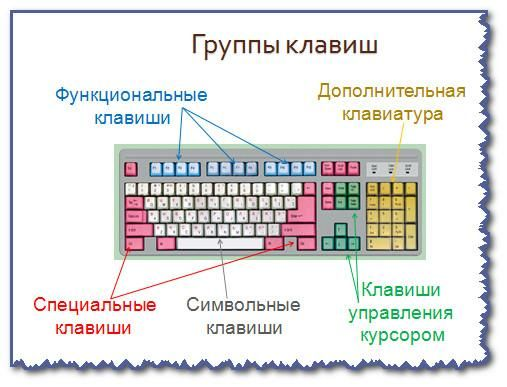 Группы клавиш
Функциональные
клавиши
Дополнительная
клавиатура
Специальные
клавиши
Символьные
клавиши
Клавиши
управления
курсором